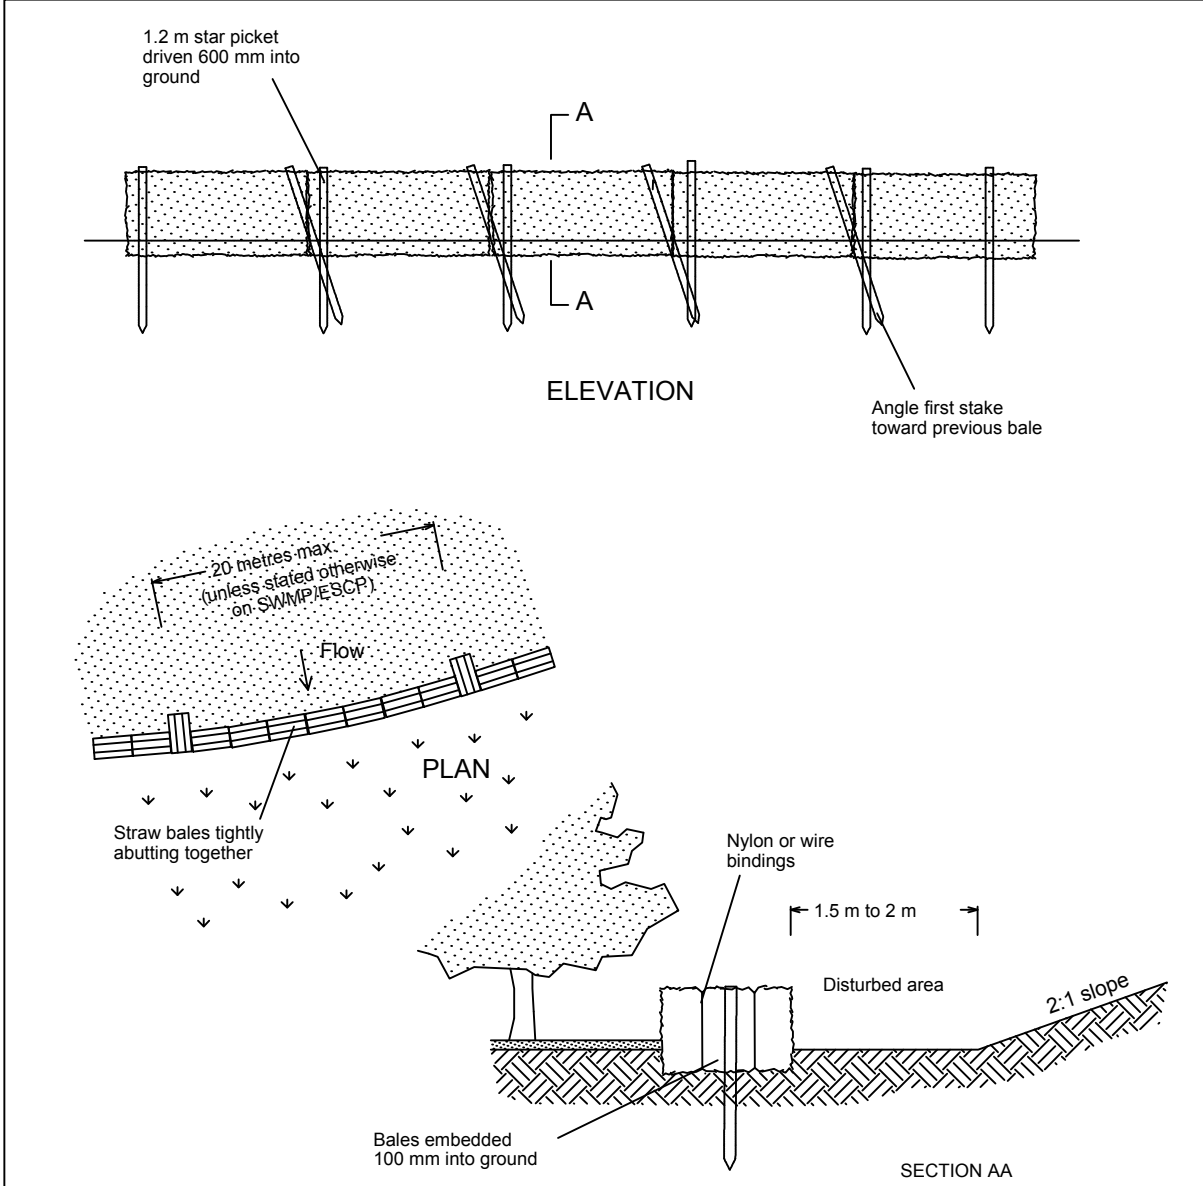 1.2 m star picket
driven 600 mm into
ground
A
A
ELEVATION
Angle first stake
toward previous bale
20 metres max.
(unless stated otherwise
on SWMP/ESCP)
Flow
PLAN
Straw bales tightly
abutting together
Nylon or wire
bindings
1.5 m to 2 m
Disturbed area
2:1 slope
Bales embedded
100 mm into ground
SECTION AA